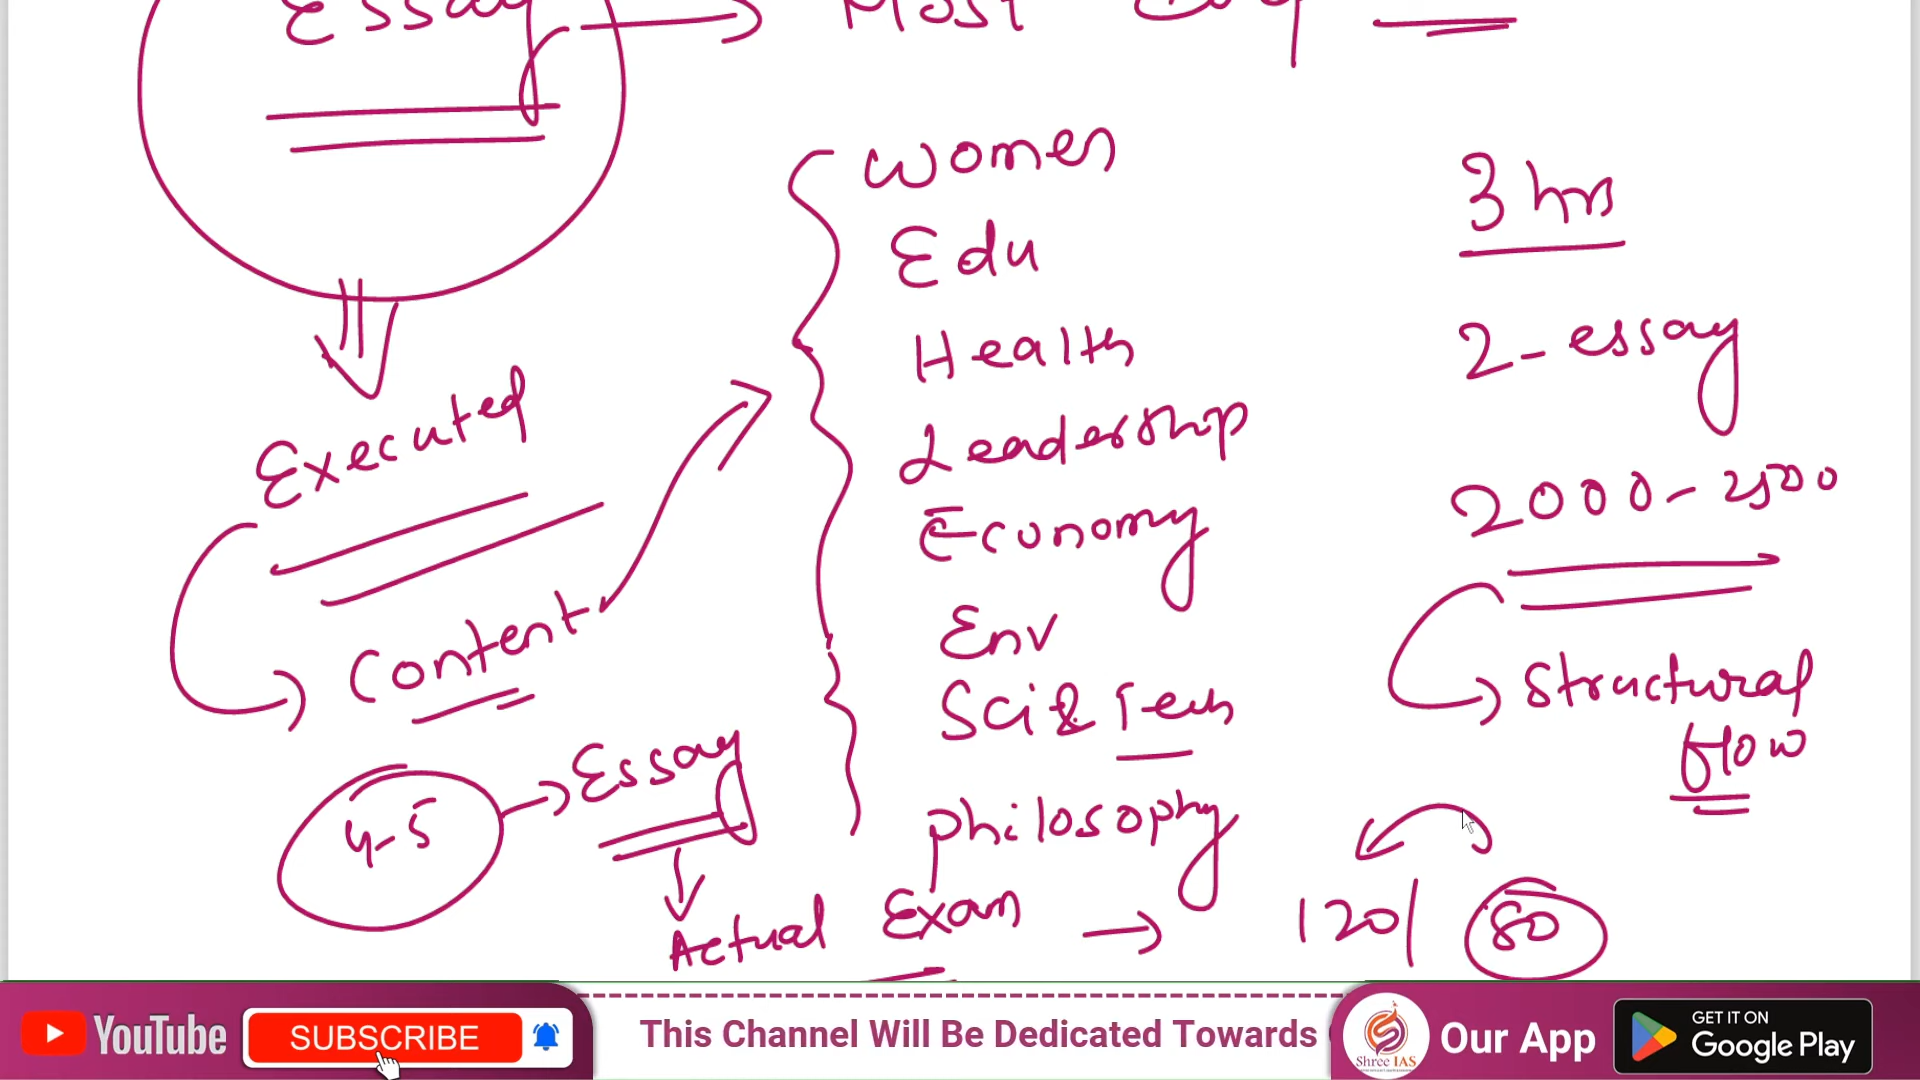 Essay → Most
Women
Edu
Health
Leadership
Economy
Env
Sci & Tech
Philosophy
3 hrs
2 - essay
2000 - 2500
→ Structural
flow
Executed
→ Content
4-5 → Essay
Actual Exam → 120/ 80
YouTube
SUBSCRIBE
This Channel Will Be Dedicated Towards
Shree IAS
Our App
GET IT ON
Google Play